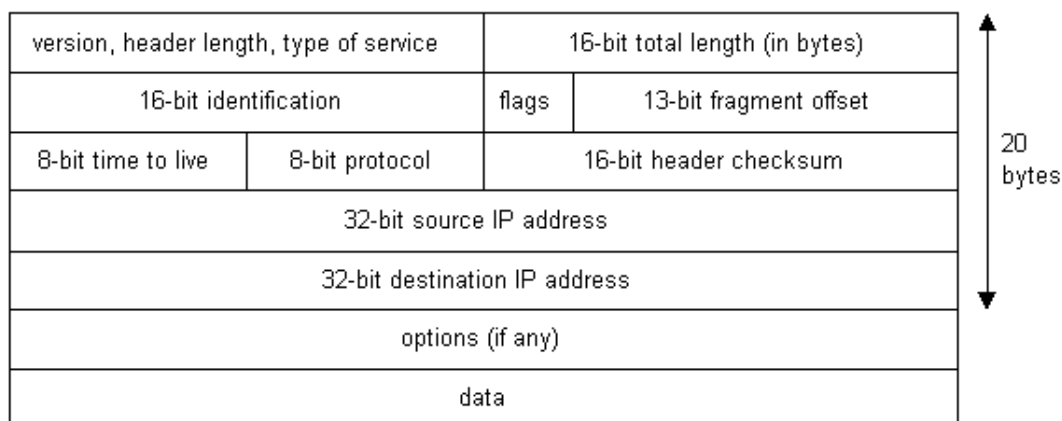 version, header length, type of service
16-bit total length (in bytes)
16-bit identification
flags
13-bit fragment offset
8-bit time to live
8-bit protocol
16-bit header checksum
20
bytes
32-bit source IP address
32-bit destination IP address
options (if any)
data